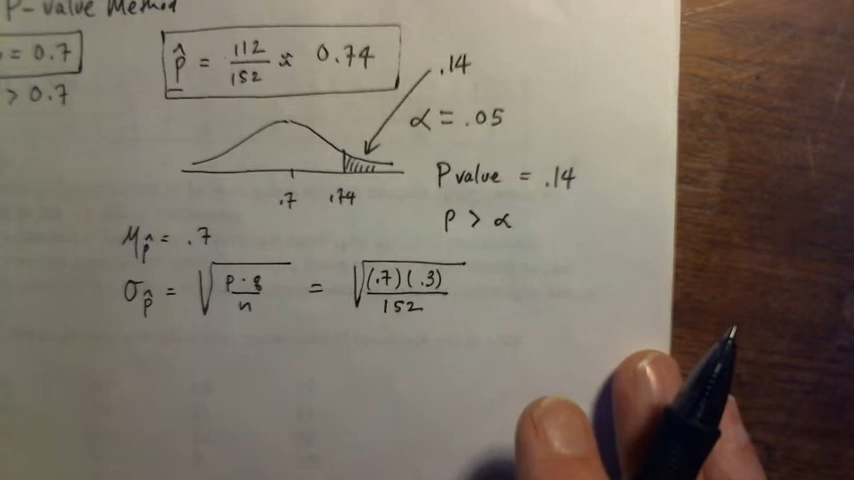 P-value Method
= 0.7
> 0.7
p̂ = 112/152 ≈ 0.74
.14
α = .05
.7 .74
P value = .14
P > α
μp̂ = .7
σp̂ = √(p·q/n) = √((.7)(.3)/152)